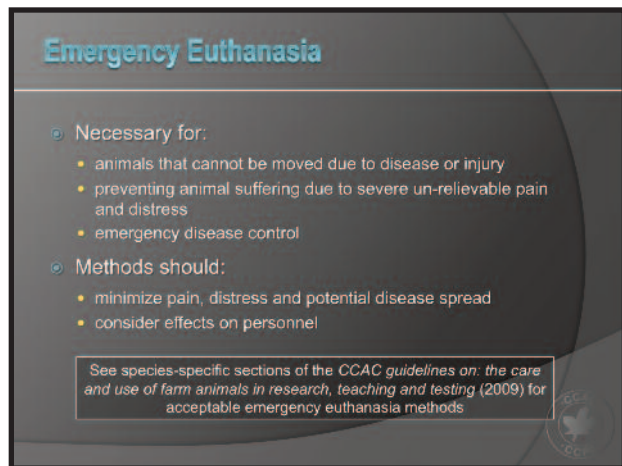 Emergency Euthanasia
Necessary for:
animals that cannot be moved due to disease or injury
preventing animal suffering due to severe un-relievable pain
and distress
emergency disease control
Methods should:
minimize pain, distress and potential disease spread
consider effects on personnel
See species-specific sections of the CCAC guidelines on: the care
and use of farm animals in research, teaching and testing (2009) for
acceptable emergency euthanasia methods
CCAC
CCPA